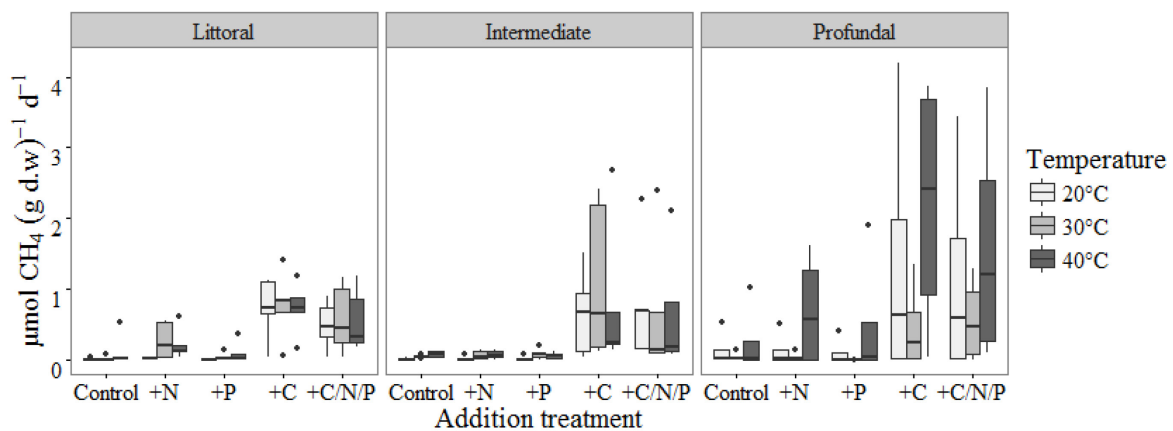 Littoral
Intermediate
Profundal
µmol CH₄ (g d.w)⁻¹ d⁻¹
4
3
2
1
0
Control +N +P +C +C/N/P
Control +N +P +C +C/N/P
Control +N +P +C +C/N/P
Addition treatment
Temperature
20°C
30°C
40°C